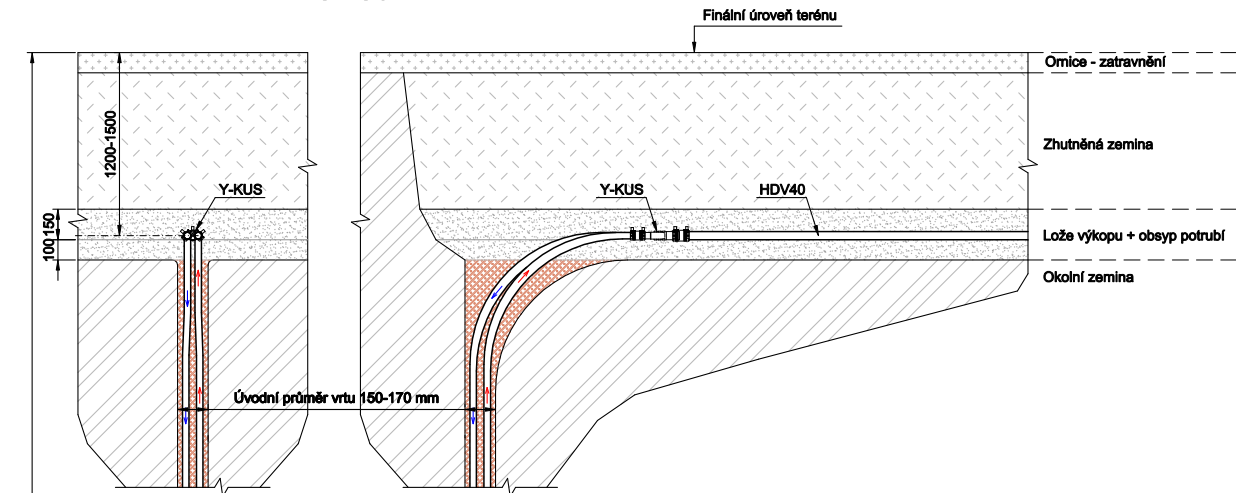 Finální úroveň terénu
Ornice - zatravnění
1200-1500
Zhutněná zemina
Y-KUS
Y-KUS
HDV40
150
100
Lože výkopu + obsyp potrubí
Okolní zemina
Úvodní průměr vrtu 150-170 mm